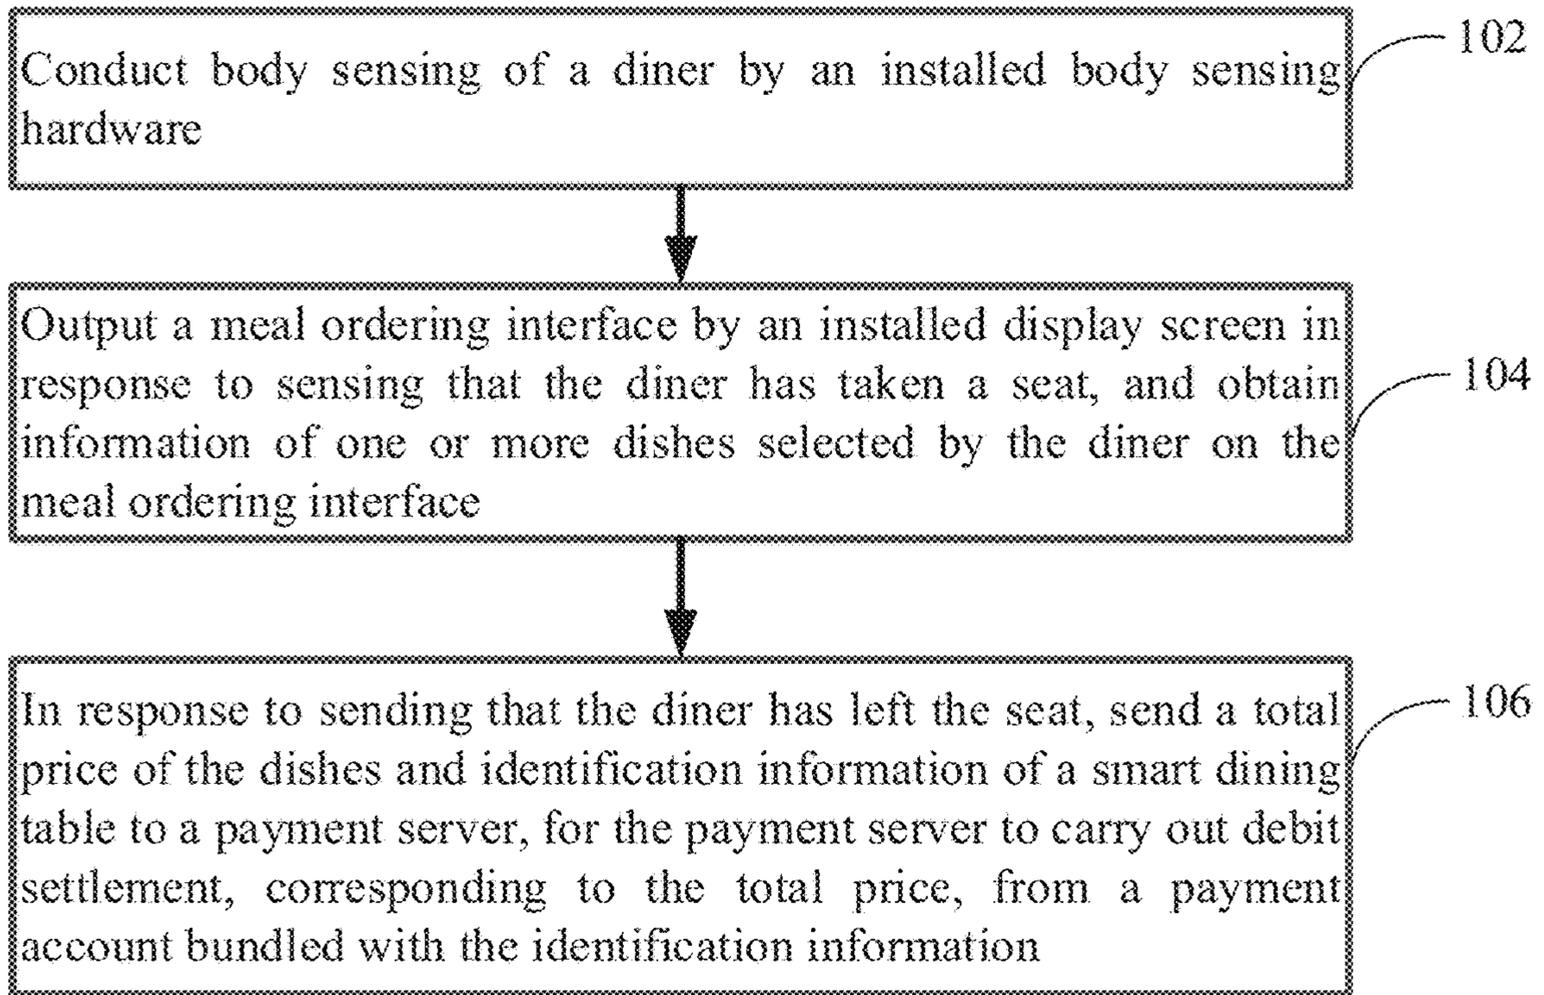 Conduct body sensing of a diner by an installed body sensing
hardware
102
Output a meal ordering interface by an installed display screen in
response to sensing that the diner has taken a seat, and obtain
information of one or more dishes selected by the diner on the
meal ordering interface
104
In response to sending that the diner has left the seat, send a total
price of the dishes and identification information of a smart dining
table to a payment server, for the payment server to carry out debit
settlement, corresponding to the total price, from a payment
account bundled with the identification information
106